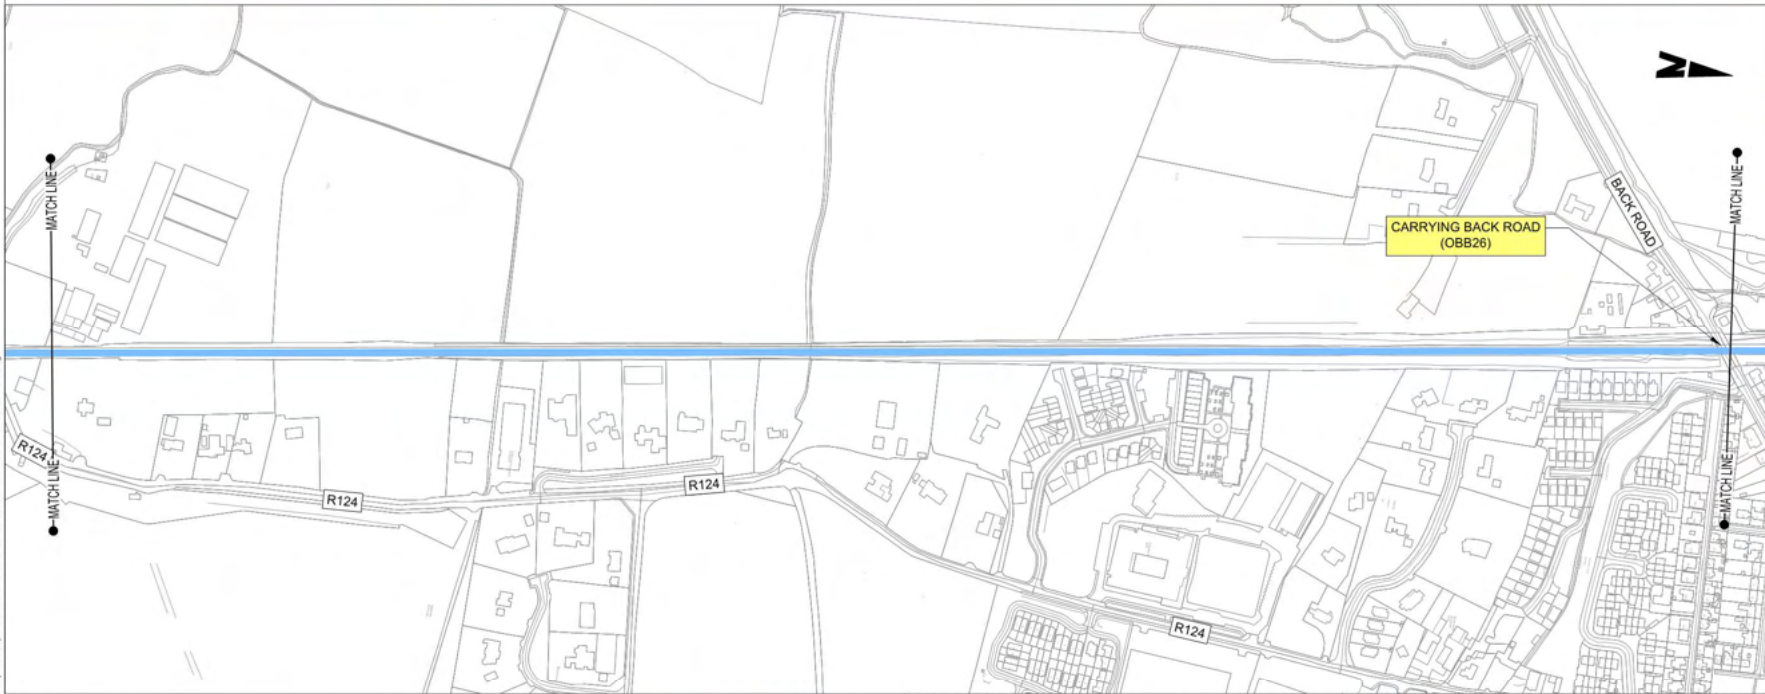 N
MATCH LINE
MATCH LINE
BACK ROAD
CARRYING BACK ROAD
(OBB26)
R124
MATCH LINE
R124
R124
MATCH LINE
R124